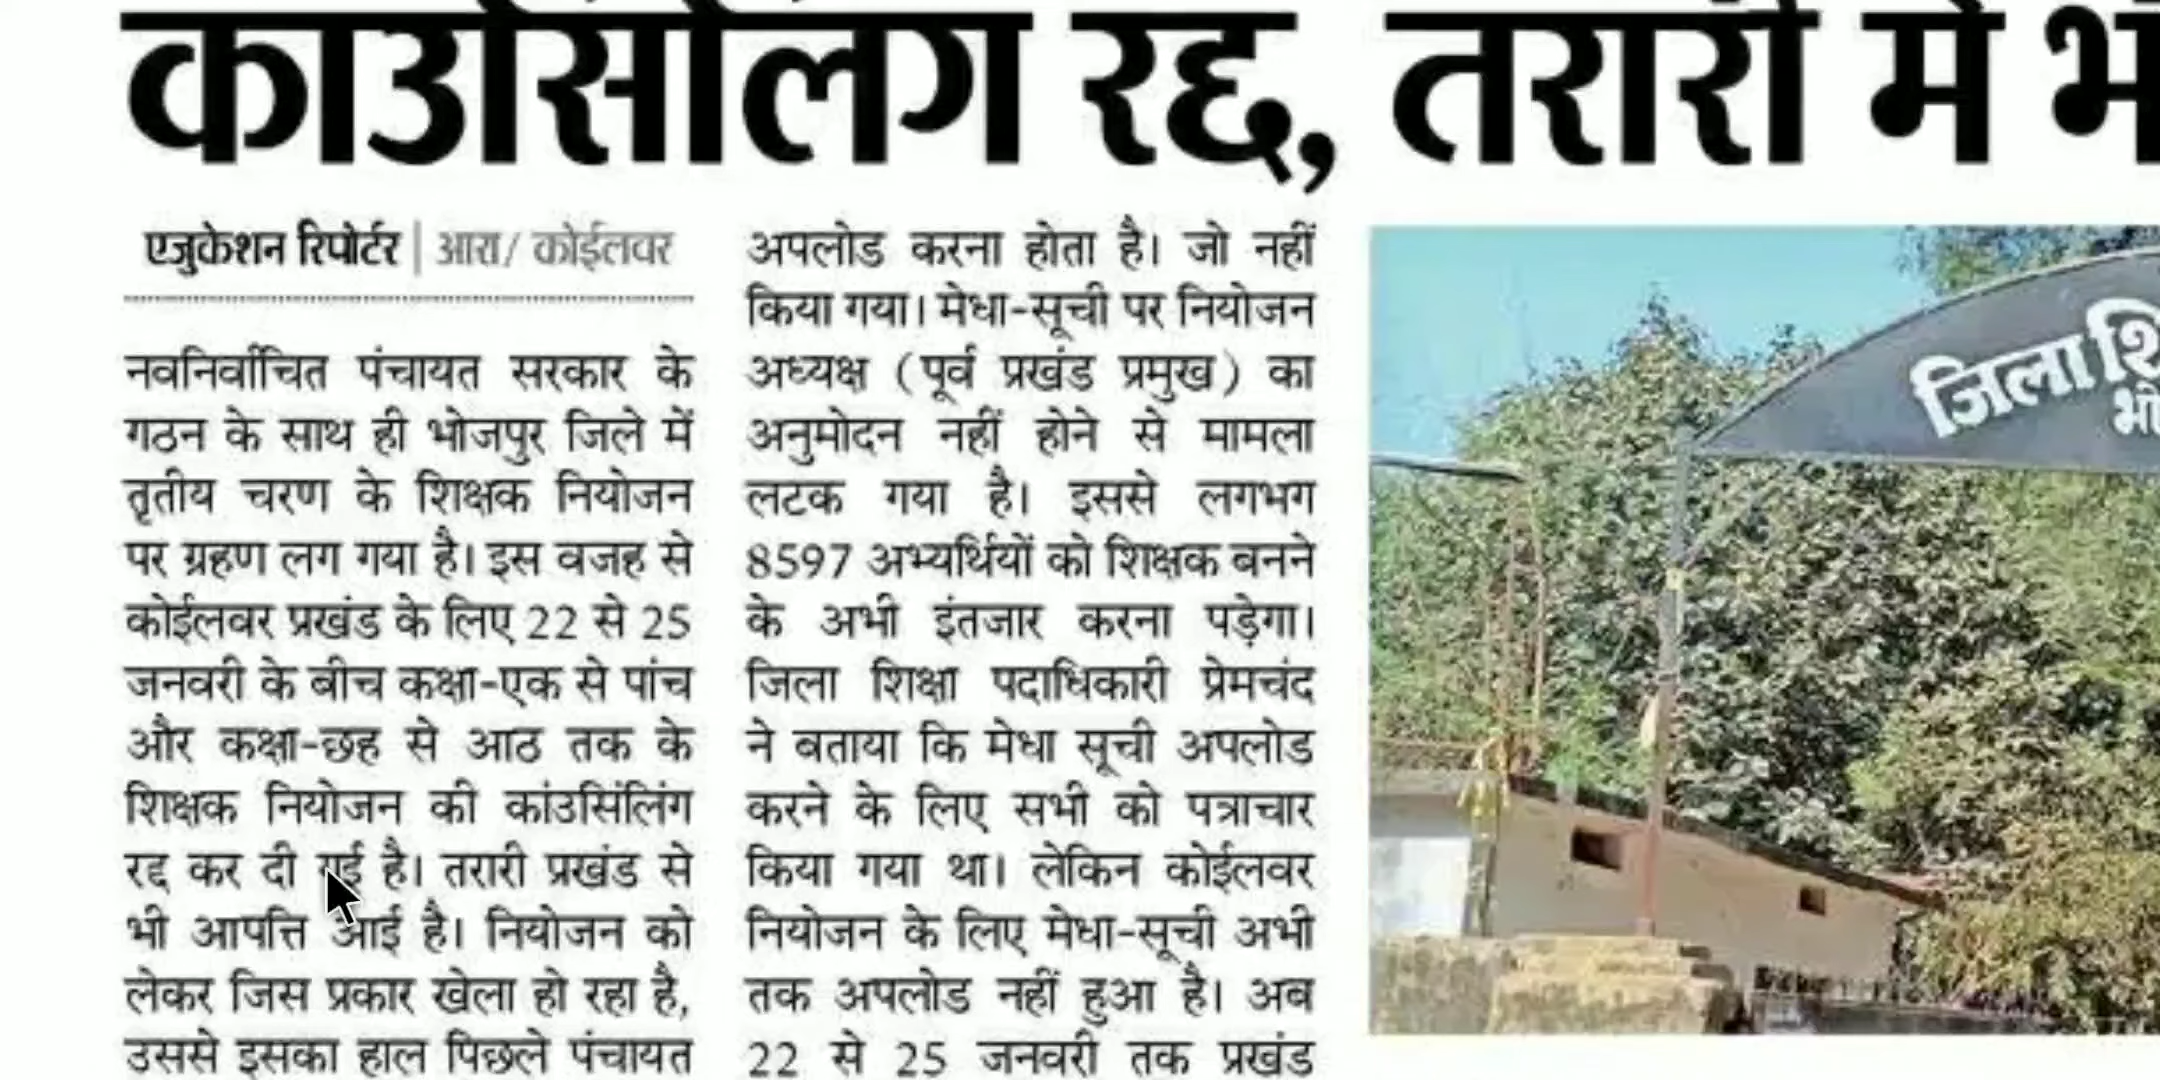 काउंसिलिंग रद्द, तरारी में
एजुकेशन रिपोर्टर | आरा/ कोईलवर
नवनिर्वाचित पंचायत सरकार के
गठन के साथ ही भोजपुर जिले में
तृतीय चरण के शिक्षक नियोजन
पर ग्रहण लग गया है। इस वजह से
कोईलवर प्रखंड के लिए 22 से 25
जनवरी के बीच कक्षा-एक से पांच
और कक्षा-छह से आठ तक के
शिक्षक नियोजन की कांउसिंलिंग
रद्द कर दी गई है। तरारी प्रखंड से
भी आपत्ति आई है। नियोजन को
लेकर जिस प्रकार खेला हो रहा है,
उससे इसका हाल पिछले पंचायत
अपलोड करना होता है। जो नहीं
किया गया। मेधा-सूची पर नियोजन
अध्यक्ष (पूर्व प्रखंड प्रमुख) का
अनुमोदन नहीं होने से मामला
लटक गया है। इससे लगभग
8597 अभ्यर्थियों को शिक्षक बनने
के अभी इंतजार करना पड़ेगा।
जिला शिक्षा पदाधिकारी प्रेमचंद
ने बताया कि मेधा सूची अपलोड
करने के लिए सभी को पत्राचार
किया गया था। लेकिन कोईलवर
नियोजन के लिए मेधा-सूची अभी
तक अपलोड नहीं हुआ है। अब
22 से 25 जनवरी तक प्रखंड
जिला